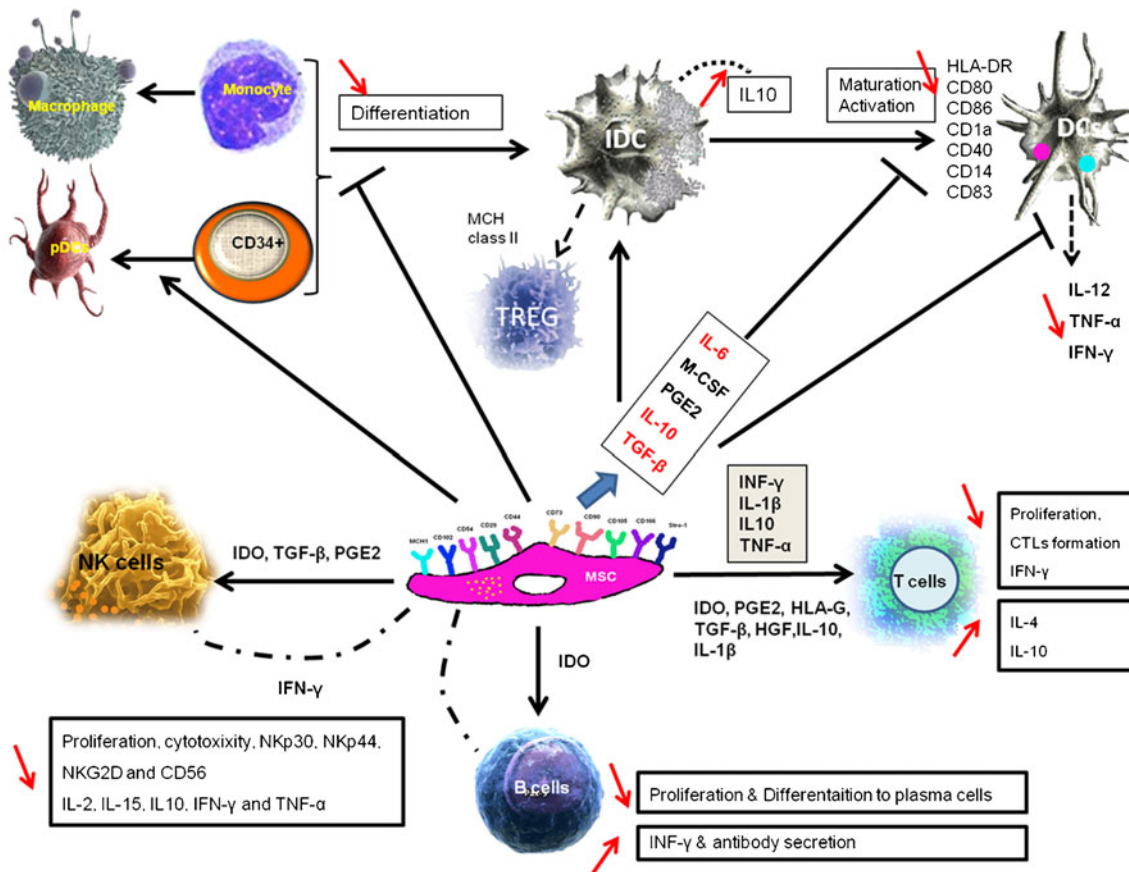 Macrophage
Monocyte
pDCs
CD34+
Differentiation
IDC
IL10
Maturation
Activation
HLA-DR
CD80
CD86
CD1a
CD40
CD14
CD83
DCs
MCH
class II
TREG
IL-12
TNF-α
IFN-γ
IL-6
M-CSF
PGE2
IL-10
TGF-β
INF-γ
IL-1β
IL10
TNF-α
NK cells
IDO, TGF-β, PGE2
MCH1
CD102
CD54
CD29
CD44
CD73
CD90
CD105
CD166
Stro-1
MSC
T cells
IDO, PGE2, HLA-G,
TGF-β, HGF,IL-10,
IL-1β
Proliferation,
CTLs formation
IFN-γ
IL-4
IL-10
IFN-γ
IDO
Proliferation, cytotoxixity, NKp30, NKp44,
NKG2D and CD56
IL-2, IL-15, IL10, IFN-γ and TNF-α
B cells
Proliferation & Differentaition to plasma cells
INF-γ & antibody secretion